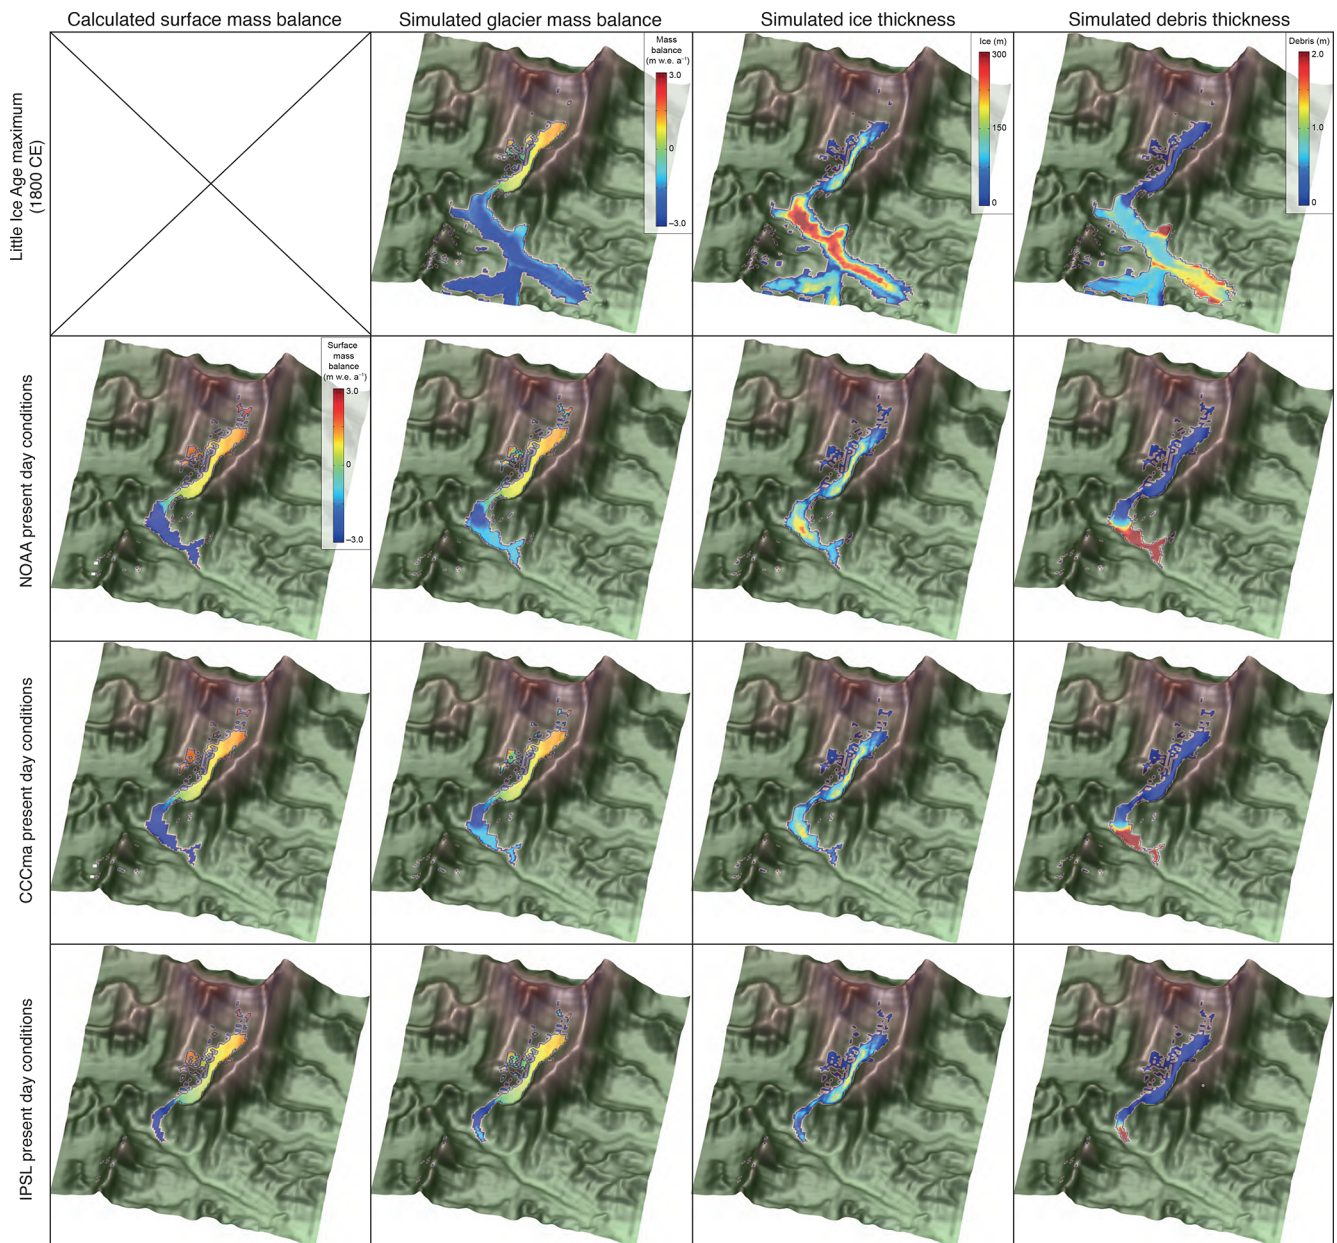 Calculated surface mass balance
Simulated glacier mass balance
Simulated ice thickness
Simulated debris thickness
Little Ice Age maximum
(1800 CE)
Mass
balance
(m w.e. a⁻¹)
3.0
0
−3.0
Ice (m)
300
150
0
Debris (m)
2.0
1.0
0
NOAA present day conditions
Surface
mass
balance
(m w.e. a⁻¹)
3.0
0
−3.0
CCCma present day conditions
IPSL present day conditions